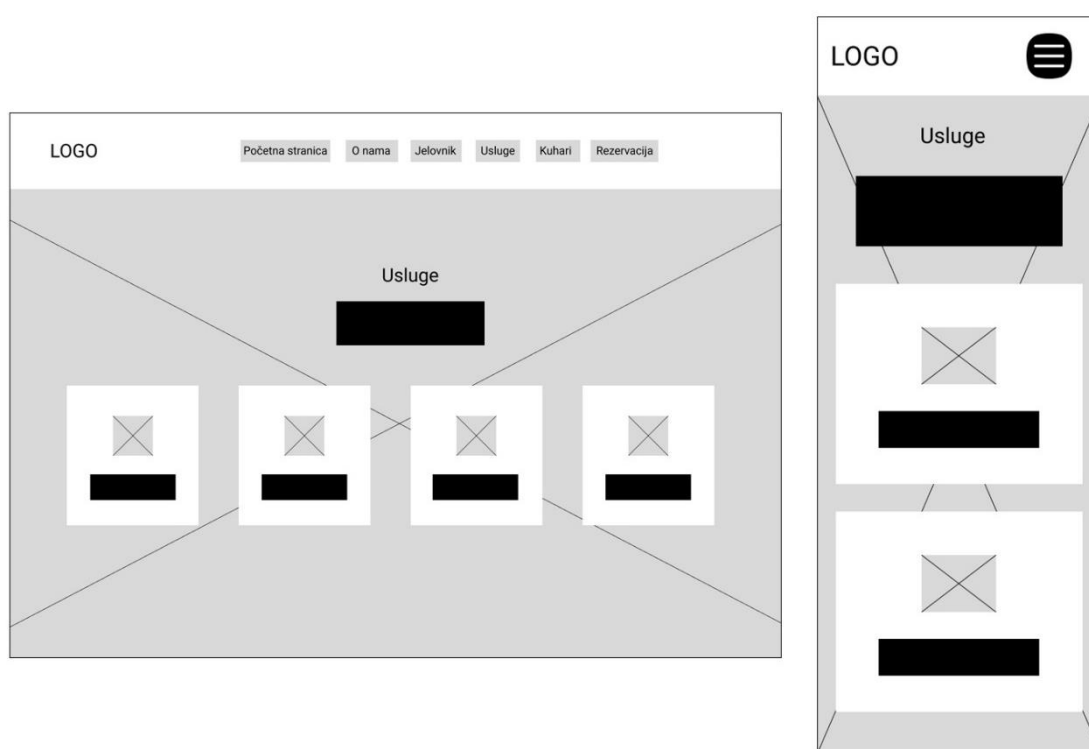 LOGO
Početna stranica O nama Jelovnik Usluge Kuhari Rezervacija
Usluge
LOGO
Usluge